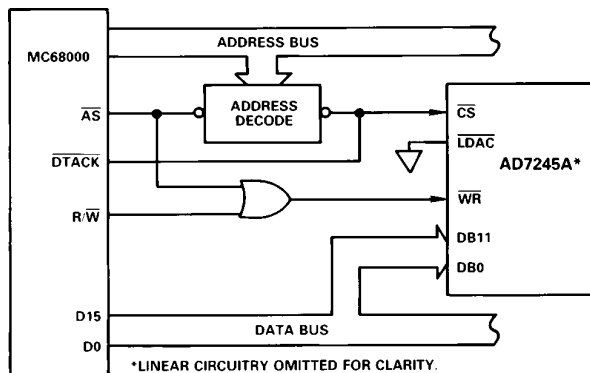 ADDRESS BUS
MC68000
AS
ADDRESS
DECODE
CS
DTACK
LDAC
AD7245A*
R/W
WR
DB11
DB0
D15
DATA BUS
D0
*LINEAR CIRCUITRY OMITTED FOR CLARITY.